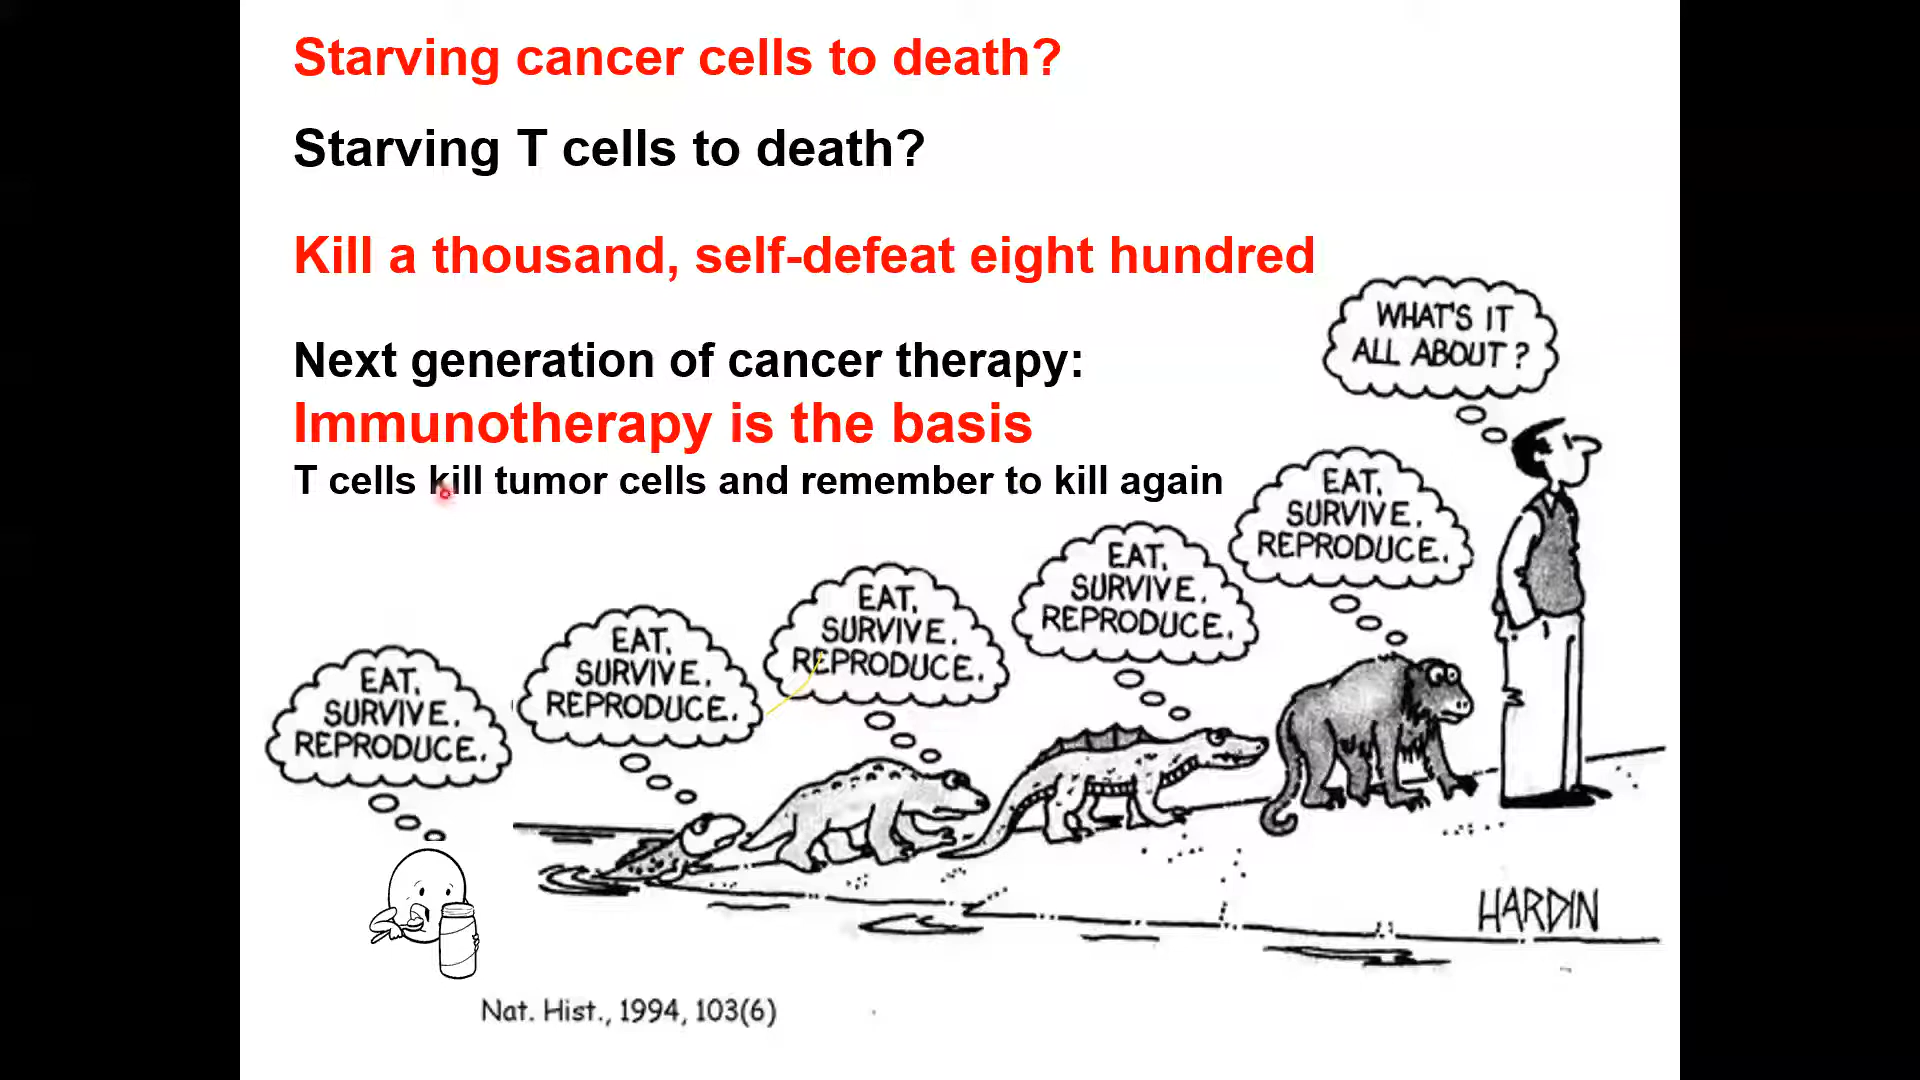 Starving cancer cells to death?
Starving T cells to death?
Kill a thousand, self-defeat eight hundred
Next generation of cancer therapy:
Immunotherapy is the basis
T cells kill tumor cells and remember to kill again
WHAT'S IT
ALL ABOUT?
EAT,
SURVIVE,
REPRODUCE.
EAT,
SURVIVE,
REPRODUCE.
EAT,
SURVIVE,
REPRODUCE.
EAT,
SURVIVE,
REPRODUCE.
EAT,
SURVIVE,
REPRODUCE.
HARDIN
Nat. Hist., 1994, 103(6)